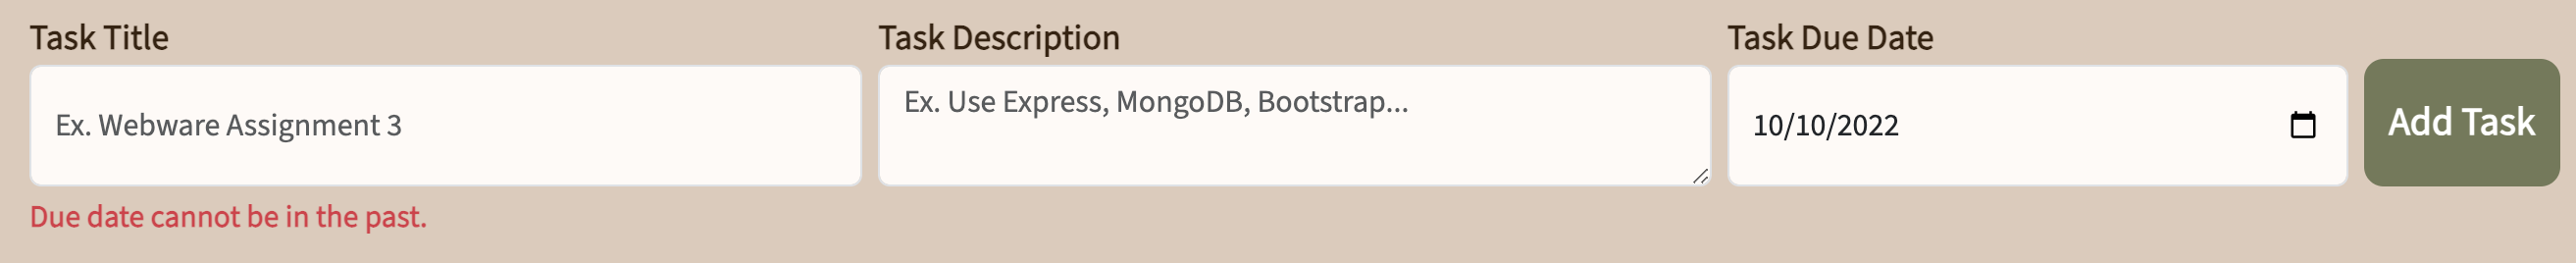 Task Title
Task Description
Task Due Date
Ex. Webware Assignment 3
Ex. Use Express, MongoDB, Bootstrap...
10/10/2022
Add Task
Due date cannot be in the past.